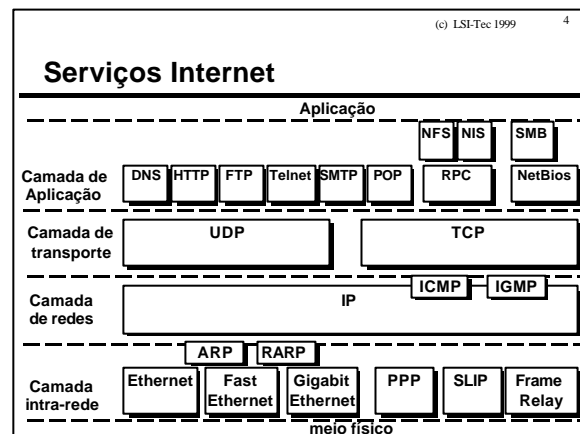 (c) LSI-Tec 1999 4
Serviços Internet
Aplicação
NFS NIS SMB
Camada de
Aplicação
DNS HTTP FTP Telnet SMTP POP RPC NetBios
Camada de
transporte
UDP TCP
ICMP IGMP
Camada
de redes
IP
ARP RARP
Camada
intra-rede
Ethernet
Fast
Ethernet
Gigabit
Ethernet
PPP
SLIP
Frame
Relay
meio físico